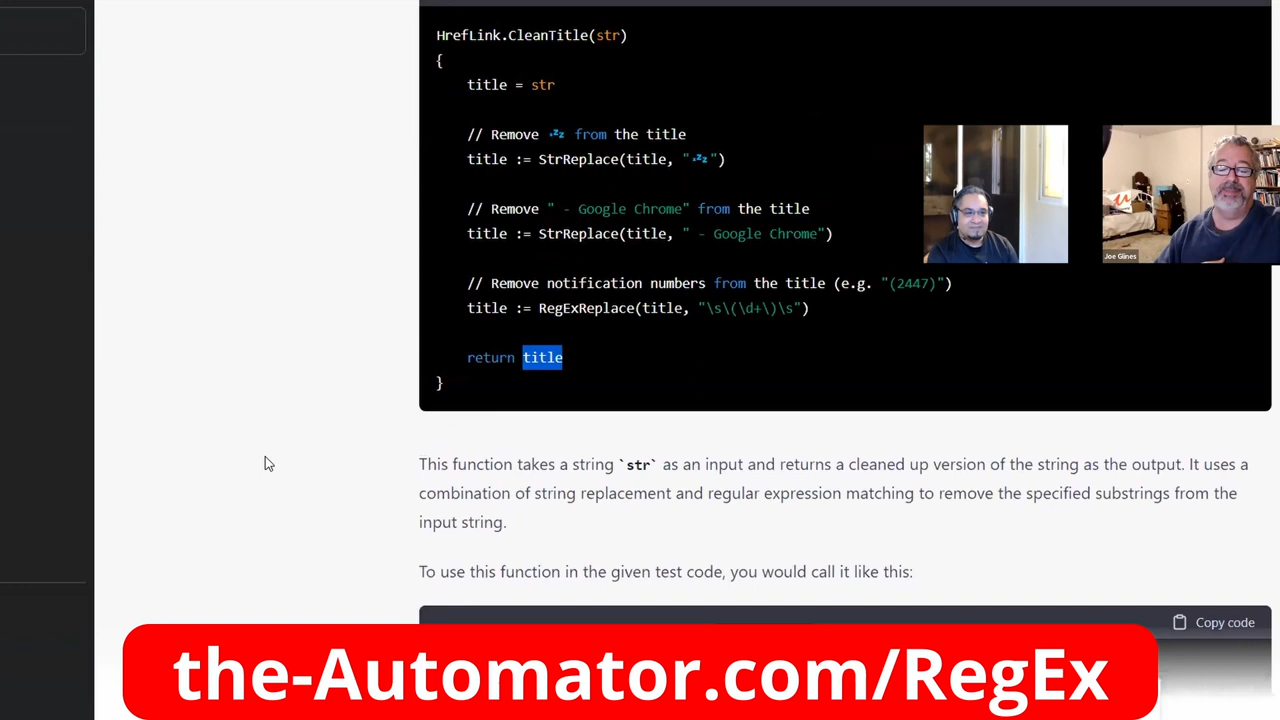 HrefLink.CleanTitle(str)
{
title = str
// Remove 💤 from the title
title := StrReplace(title, "💤")
// Remove " - Google Chrome" from the title
title := StrReplace(title, " - Google Chrome")
// Remove notification numbers from the title (e.g. "(2447)")
title := RegExReplace(title, "\s\(\d+\)\s")
return title
}
Joe Glines
This function takes a string `str` as an input and returns a cleaned up version of the string as the output. It uses a
combination of string replacement and regular expression matching to remove the specified substrings from the
input string.
To use this function in the given test code, you would call it like this:
Copy code
the-Automator.com/RegEx